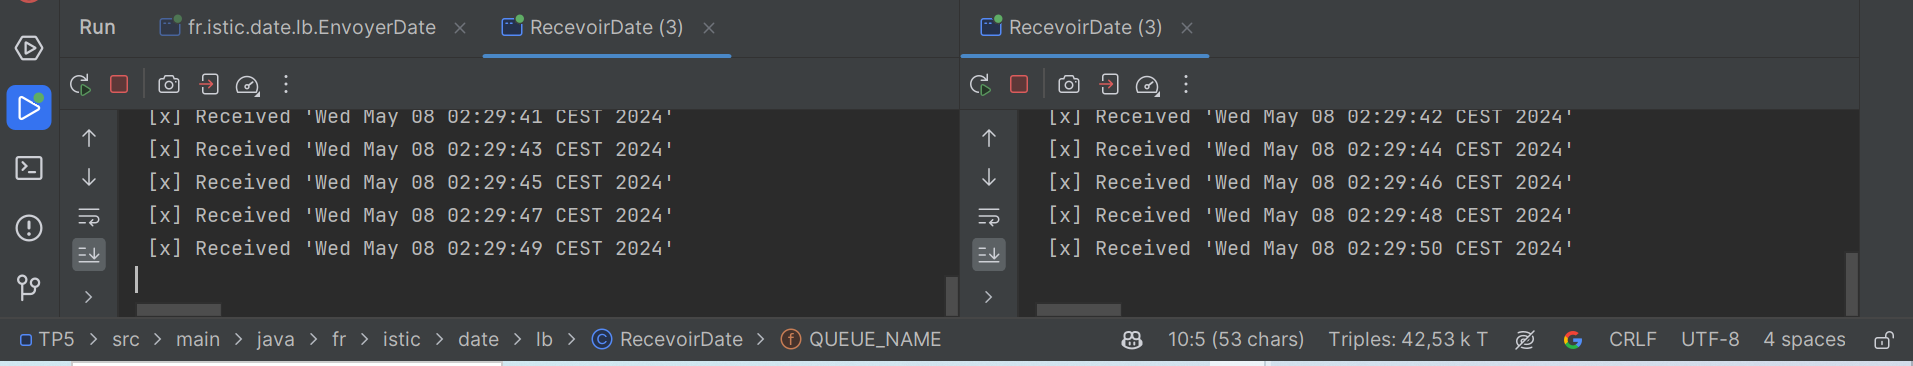 Run fr.istic.date.lb.EnvoyerDate RecevoirDate (3) RecevoirDate (3)
[x] Received 'Wed May 08 02:29:41 CEST 2024'
[x] Received 'Wed May 08 02:29:43 CEST 2024'
[x] Received 'Wed May 08 02:29:45 CEST 2024'
[x] Received 'Wed May 08 02:29:47 CEST 2024'
[x] Received 'Wed May 08 02:29:49 CEST 2024'
[x] Received 'Wed May 08 02:29:42 CEST 2024'
[x] Received 'Wed May 08 02:29:44 CEST 2024'
[x] Received 'Wed May 08 02:29:46 CEST 2024'
[x] Received 'Wed May 08 02:29:48 CEST 2024'
[x] Received 'Wed May 08 02:29:50 CEST 2024'
TP5 > src > main > java > fr > istic > date > lb > RecevoirDate > QUEUE_NAME 10:5 (53 chars) Triples: 42,53 k T CRLF UTF-8 4 spaces